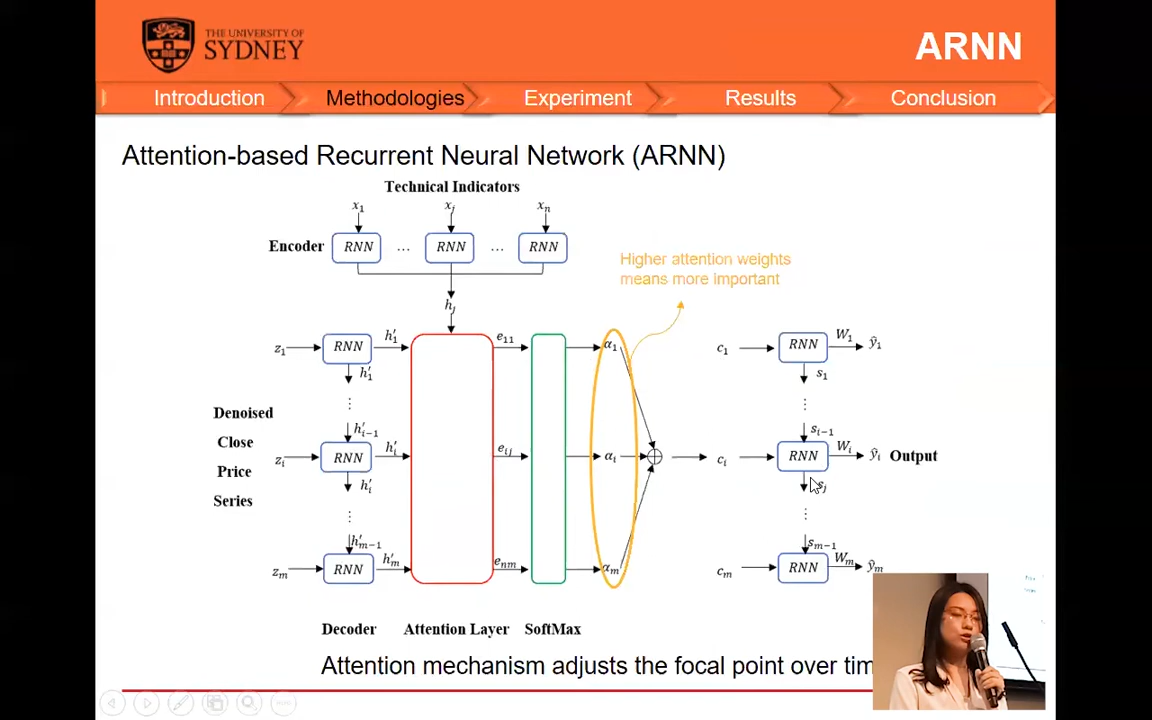 THE UNIVERSITY OF
SYDNEY
ARNN
Introduction
Methodologies
Experiment
Results
Conclusion
Attention-based Recurrent Neural Network (ARNN)
Technical Indicators
x₁ xⱼ xₙ
Encoder RNN ... RNN ... RNN
Higher attention weights
means more important
hⱼ
z₁ RNN h′₁ e₁₁ α₁ c₁ RNN W₁ ŷ₁
h′₁ s₁
⋮ ⋮
Denoised
Close
Price
Series
h′ᵢ₋₁ sᵢ₋₁
zᵢ RNN h′ᵢ eᵢⱼ αᵢ cᵢ RNN Wᵢ ŷᵢ Output
h′ᵢ sⱼ
⋮ ⋮
h′ₘ₋₁ sₘ₋₁
zₘ RNN h′ₘ eₙₘ αₘ cₘ RNN Wₘ ŷₘ
Decoder Attention Layer SoftMax
Attention mechanism adjusts the focal point over